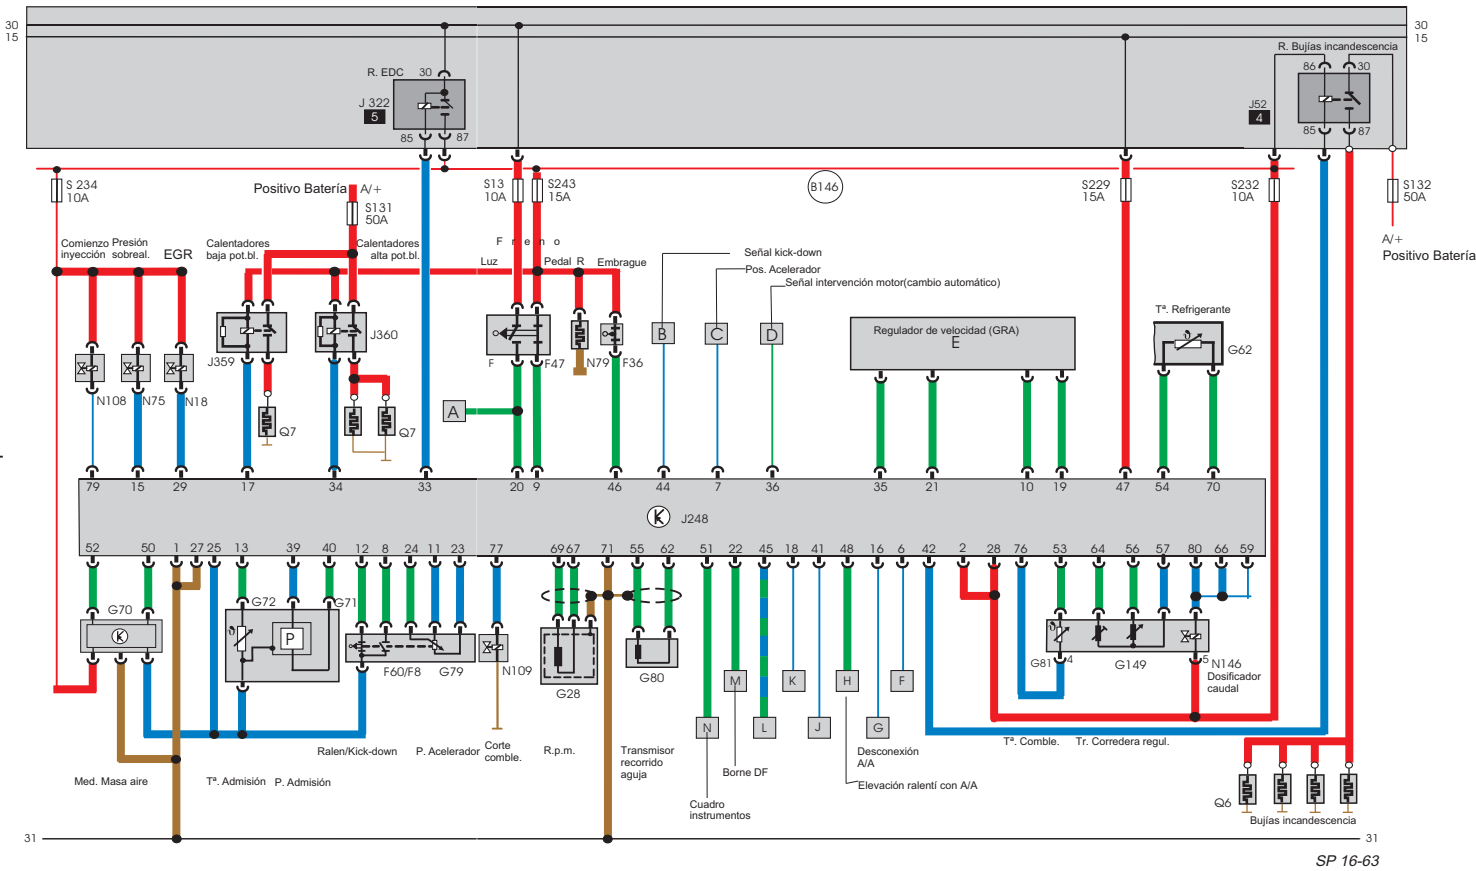 30
15
30
15
R. EDC 30
J 322
5
85 87
R. Bujías incandescencia
86 30
J52
4
85 87
S 234
10A
Positivo Batería A/+
S131
50A
S13
10A
S243
15A
B146
S229
15A
S232
10A
S132
50A
A/+
Positivo Batería
Comienzo
inyección
Presión
sobreal.
EGR
Calentadores
baja pot.bl.
Calentadores
alta pot.bl.
Freno
Luz
Pedal R
Embrague
Señal kick-down
Pos. Acelerador
Señal intervención motor(cambio automático)
B
C
D
Regulador de velocidad (GRA)
E
Tª. Refrigerante
G62
J359
J360
F
F47
N79
F36
N108
N75
N18
Q7
Q7
A
79 15 29 17 34 33 20 9 46 44 7 36 35 21 10 19 47 54 70
K J248
52 50 1 27 25 13 39 40 12 8 24 11 23 77 69 67 71 55 62 51 22 45 18 41 48 16 6 42 2 28 76 53 64 56 57 80 66 59
G70
K
G72
G71
P
F60/F8
G79
N109
G28
G80
M
K
H
F
N
L
J
G
G81
4
G149
5
N146
Dosificador
caudal
Ralen/Kick-down
P. Acelerador
Corte
comble.
R.p.m.
Transmisor
recorrido
aguja
Desconexión
A/A
Tª. Comble.
Tr. Corredera regul.
Med. Masa aire
Tª. Admisión
P. Admisión
Borne DF
Elevación ralentí con A/A
Cuadro
instrumentos
Q6
Bujías incandescencia
31
31
SP 16-63